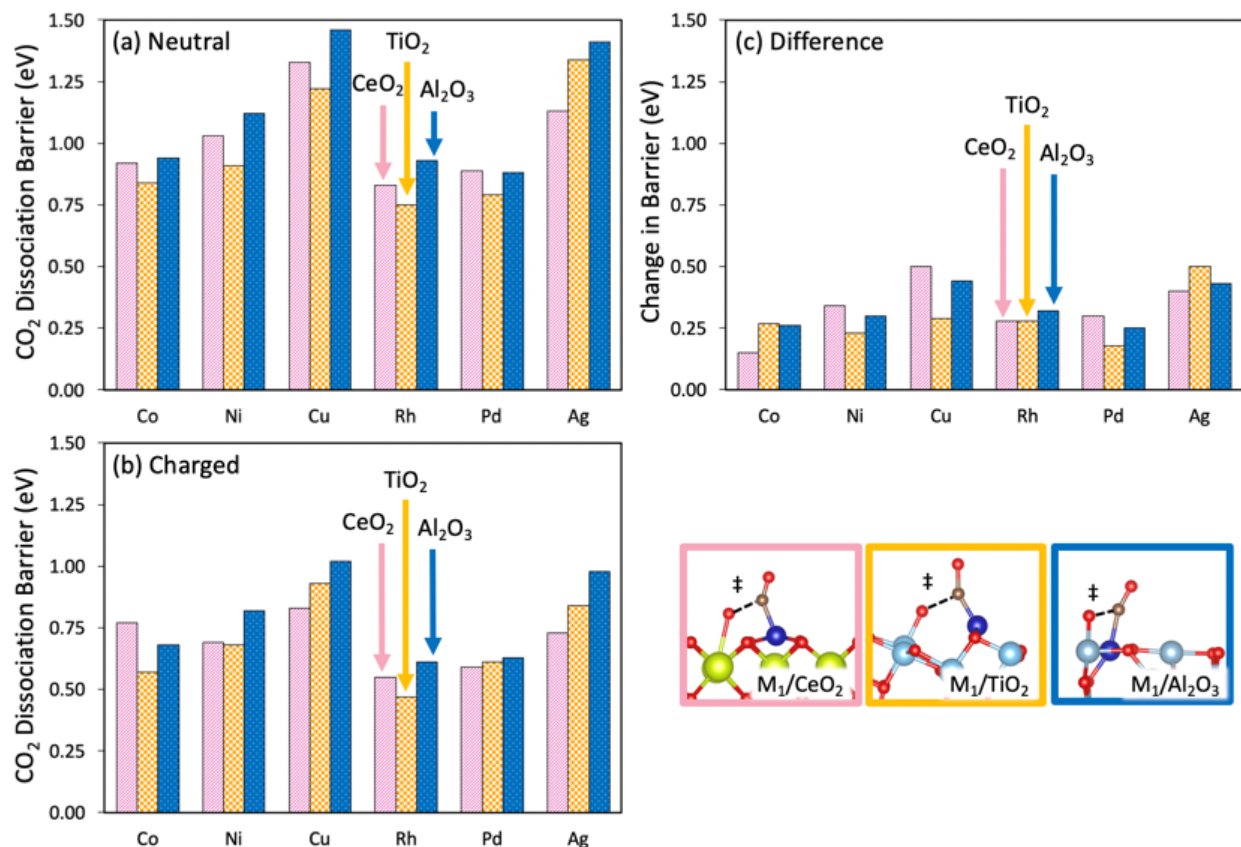 (a) Neutral
TiO₂
CeO₂
Al₂O₃
CO₂ Dissociation Barrier (eV)
1.50
1.25
1.00
0.75
0.50
0.25
0.00
Co Ni Cu Rh Pd Ag
(c) Difference
TiO₂
CeO₂
Al₂O₃
Change in Barrier (eV)
1.50
1.25
1.00
0.75
0.50
0.25
0.00
Co Ni Cu Rh Pd Ag
(b) Charged
TiO₂
CeO₂
Al₂O₃
CO₂ Dissociation Barrier (eV)
1.50
1.25
1.00
0.75
0.50
0.25
0.00
Co Ni Cu Rh Pd Ag
‡
M₁/CeO₂
‡
M₁/TiO₂
‡
M₁/Al₂O₃